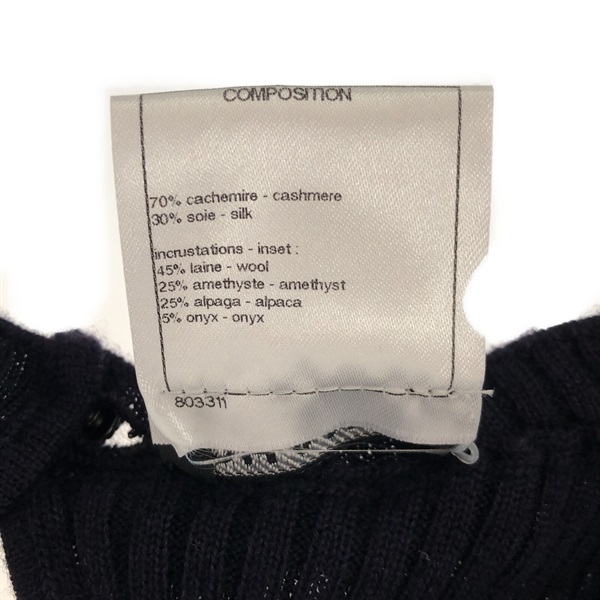 COMPOSITION
70% cachemire - cashmere
30% soie - silk
incrustations - inset :
45% laine - wool
25% amethyste - amethyst
25% alpaga - alpaca
5% onyx - onyx
803311